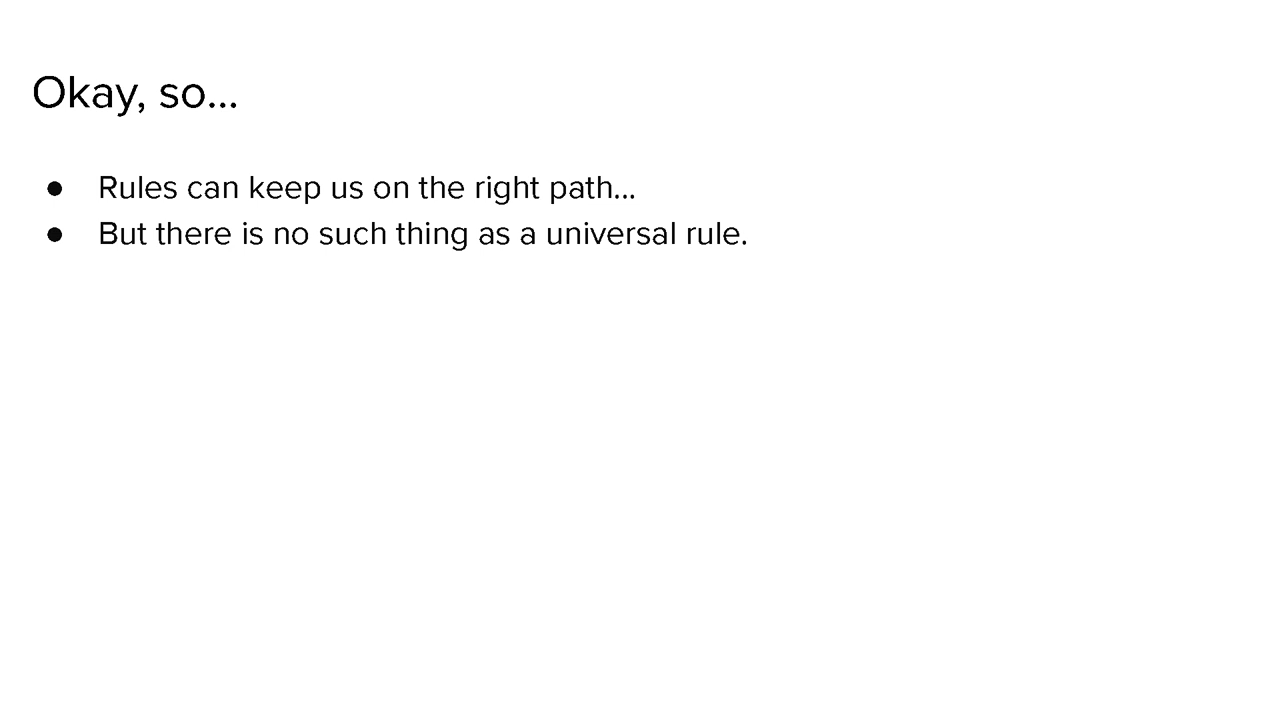 Okay, so...
● Rules can keep us on the right path...
● But there is no such thing as a universal rule.